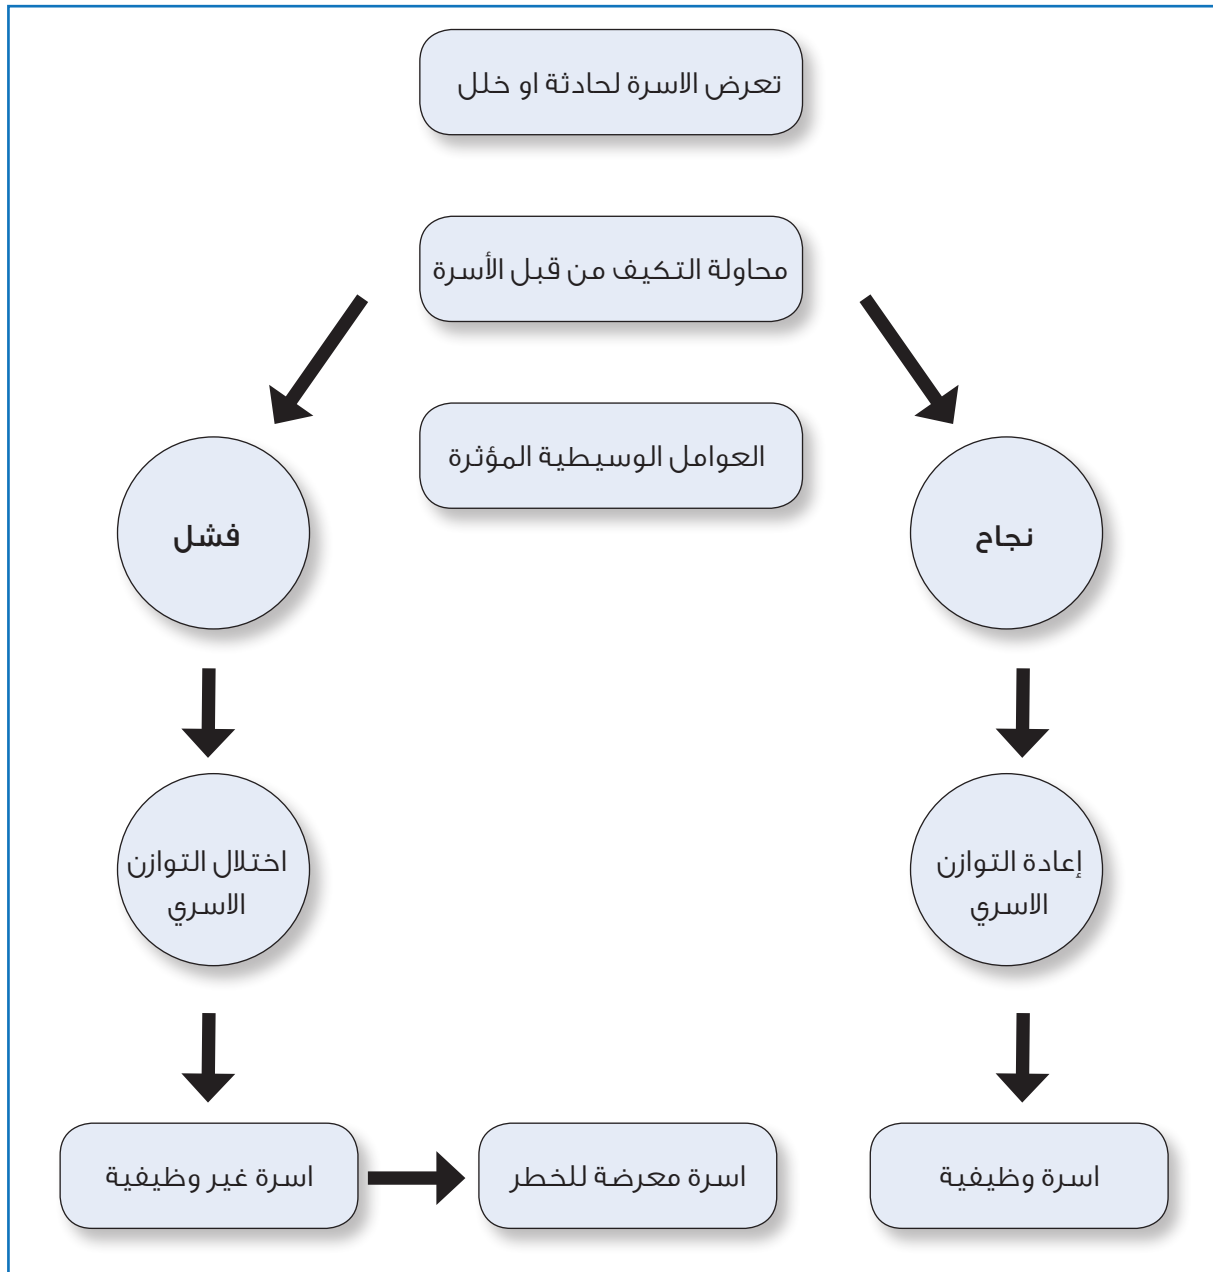 تعرض الاسرة لحادثة او خلل
محاولة التكيف من قبل الأسرة
العوامل الوسيطية المؤثرة
نجاح
فشل
إعادة التوازن
الاسري
اختلال التوازن
الاسري
اسرة وظيفية
اسرة معرضة للخطر
اسرة غير وظيفية